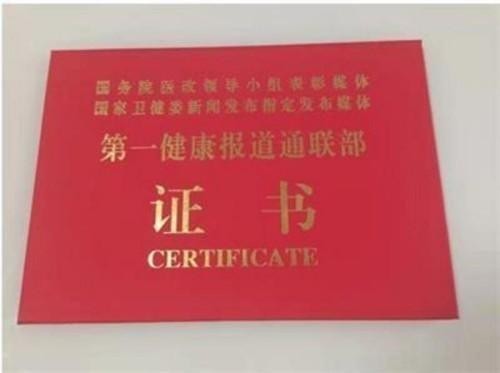 国务院医改领导小组表彰媒体
国家卫健委新闻发布指定发布媒体
第一健康报道通联部
证书
CERTIFICATE